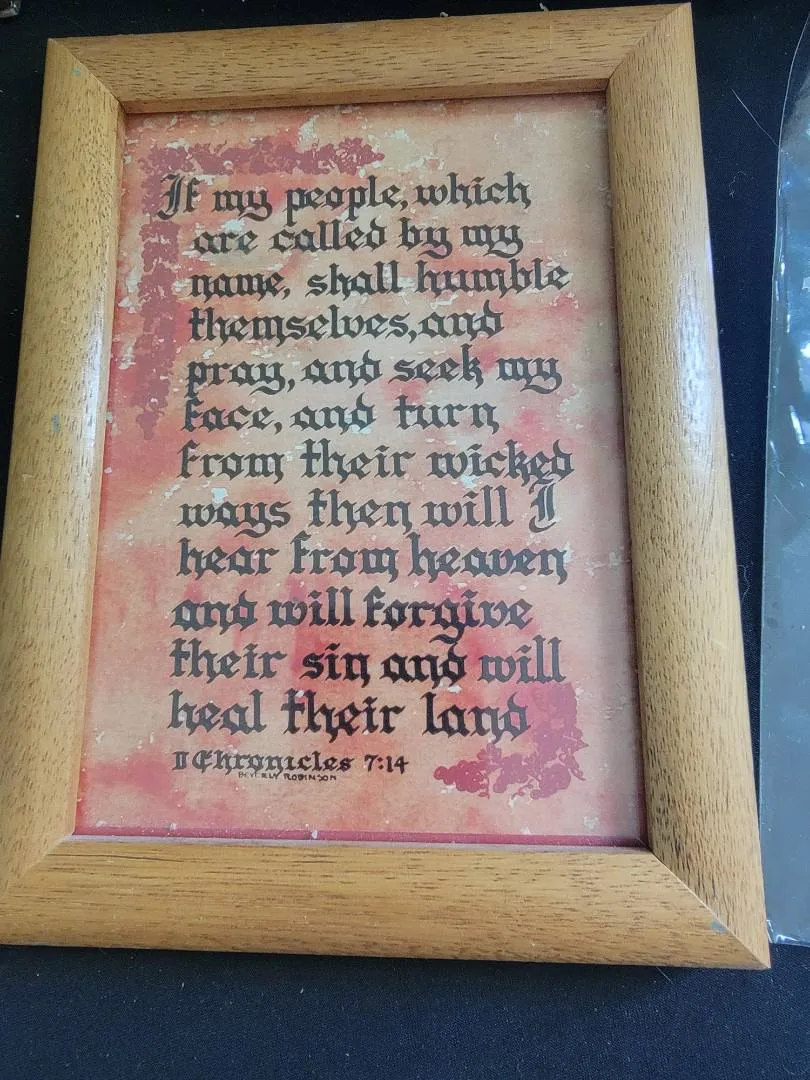 If my people, which
are called by my
name, shall humble
themselves, and
pray, and seek my
face, and turn
from their wicked
ways then will I
hear from heaven
and will forgive
their sin and will
heal their land
II Chronicles 7:14
BEVERLY ROBINSON